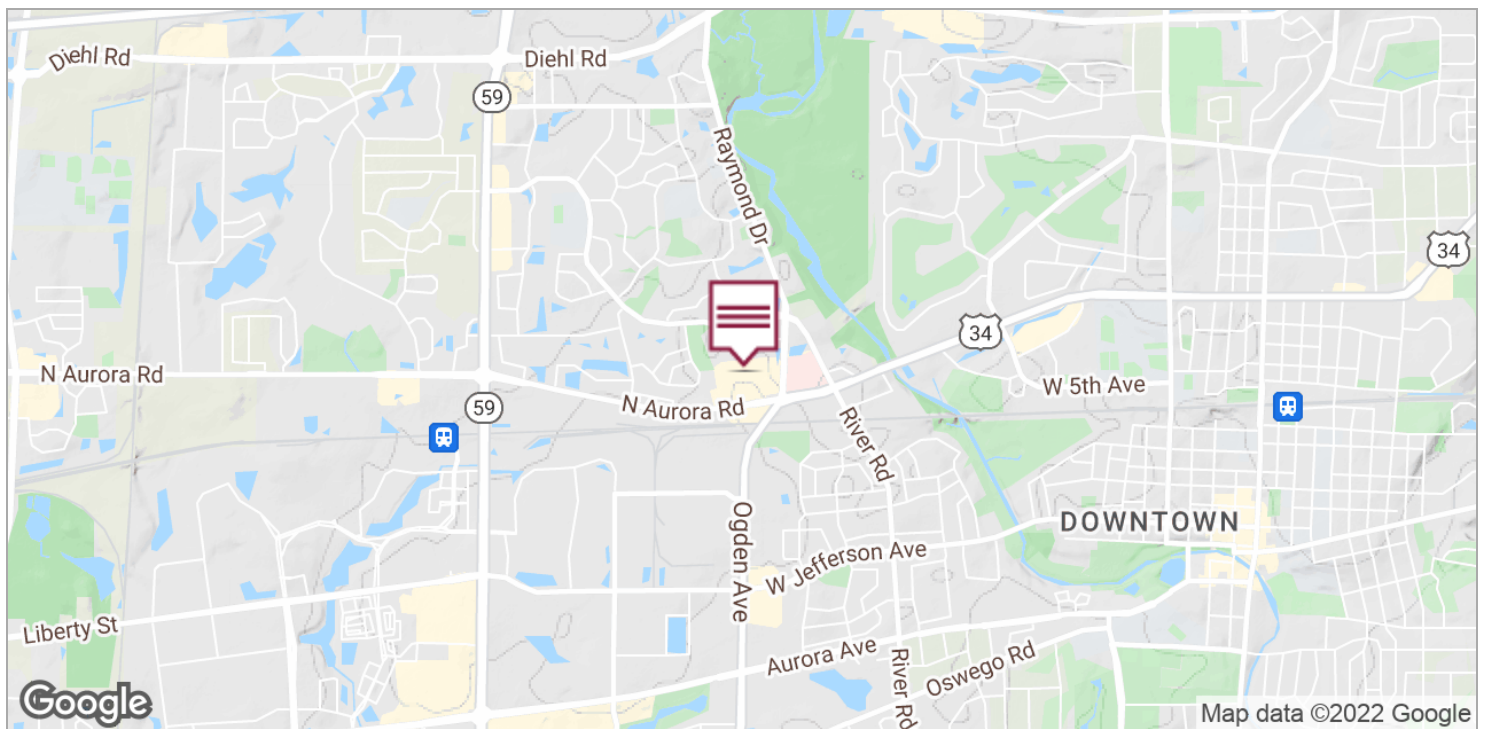 Diehl Rd
Diehl Rd
59
Raymond Dr
34
34
N Aurora Rd
W 5th Ave
N Aurora Rd
59
River Rd
Ogden Ave
DOWNTOWN
W Jefferson Ave
Liberty St
Aurora Ave
River Rd
Oswego Rd
Google
Map data ©2022 Google